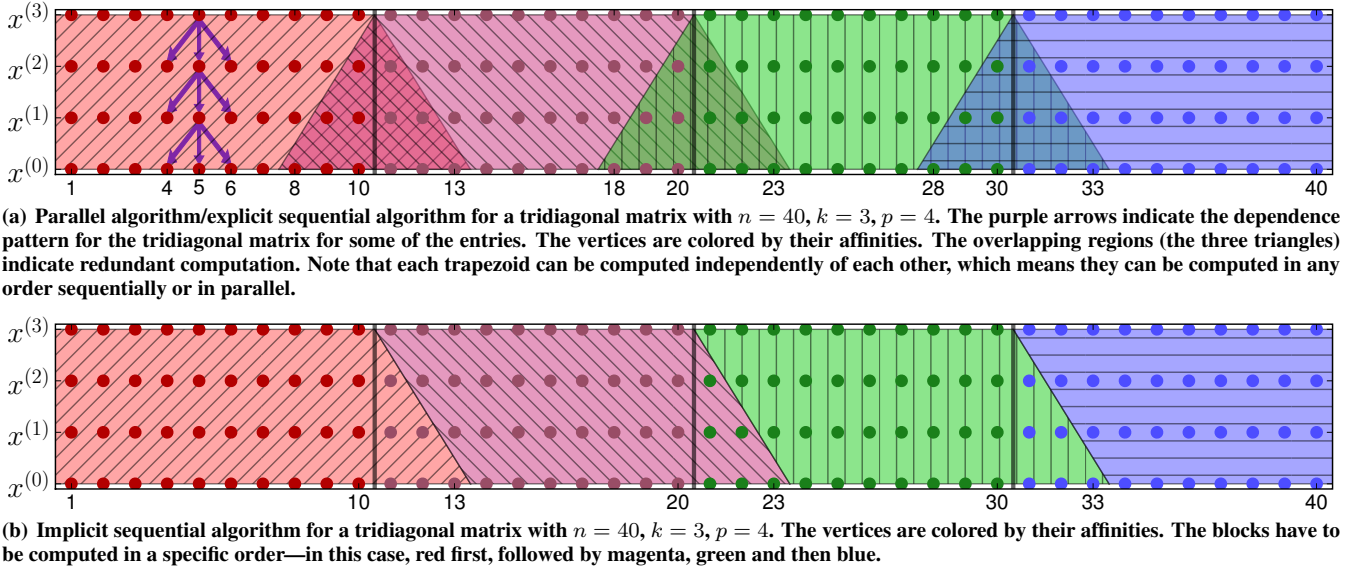 x^{(3)}
x^{(2)}
x^{(1)}
x^{(0)}
1 4 5 6 8 10 13 18 20 23 28 30 33 40
(a) Parallel algorithm/explicit sequential algorithm for a tridiagonal matrix with n = 40, k = 3, p = 4. The purple arrows indicate the dependence
pattern for the tridiagonal matrix for some of the entries. The vertices are colored by their affinities. The overlapping regions (the three triangles)
indicate redundant computation. Note that each trapezoid can be computed independently of each other, which means they can be computed in any
order sequentially or in parallel.
x^{(3)}
x^{(2)}
x^{(1)}
x^{(0)}
1 10 13 20 23 30 33 40
(b) Implicit sequential algorithm for a tridiagonal matrix with n = 40, k = 3, p = 4. The vertices are colored by their affinities. The blocks have to
be computed in a specific order—in this case, red first, followed by magenta, green and then blue.